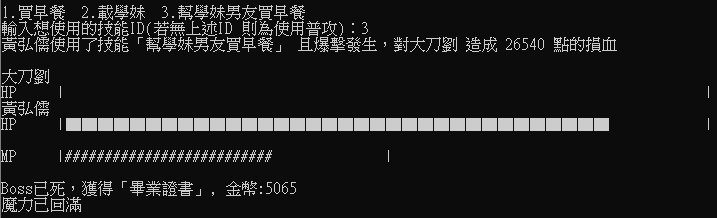 1.買早餐  2.載學妹  3.幫學妹男友買早餐
輸入想使用的技能ID(若無上述ID 則為使用普攻):3
黃弘儒使用了技能「幫學妹男友買早餐」 且爆擊發生，對大刀劉 造成 26540 點的損血
大刀劉
HP    |                                        |
黃弘儒
HP    |■■■■■■■■■■■■■■■■■■■■■■■■■■■■■■■■■■      |
MP    |##########################              |
Boss已死，獲得「畢業證書」, 金幣:5065
魔力已回滿